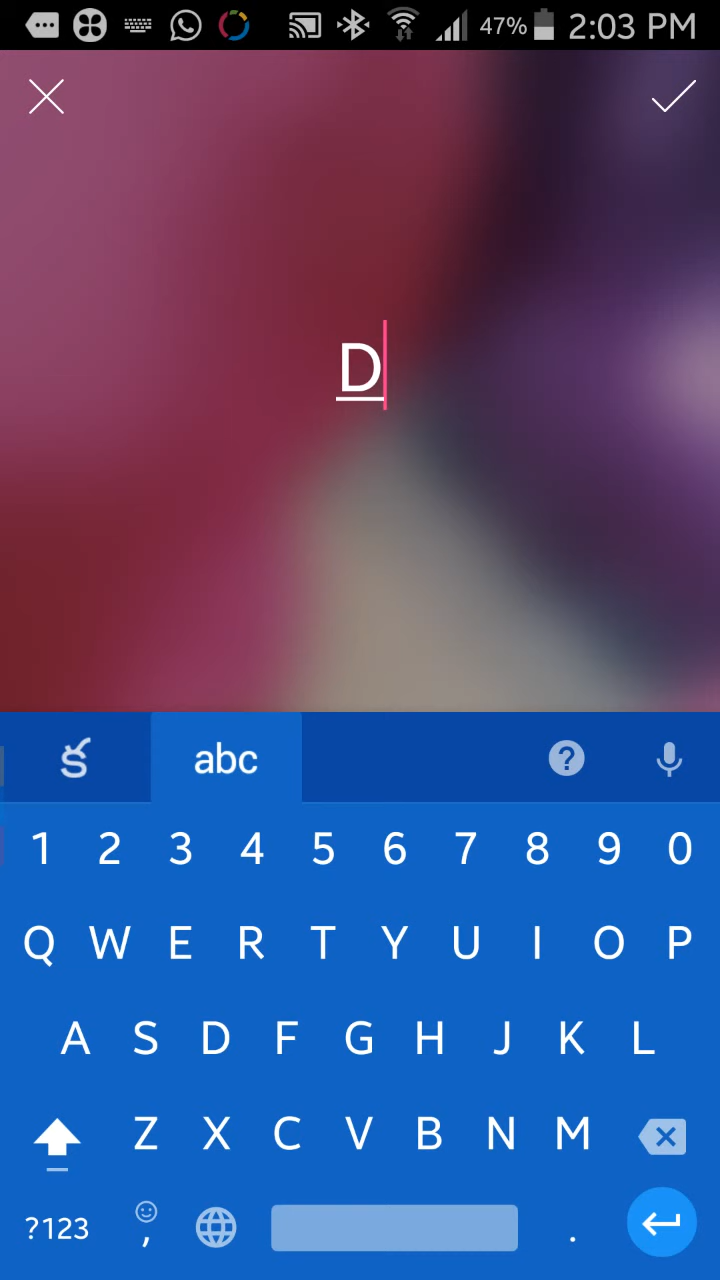 47% 2:03 PM
D
క abc ?
1 2 3 4 5 6 7 8 9 0
Q W E R T Y U I O P
A S D F G H J K L
Z X C V B N M
?123 , .